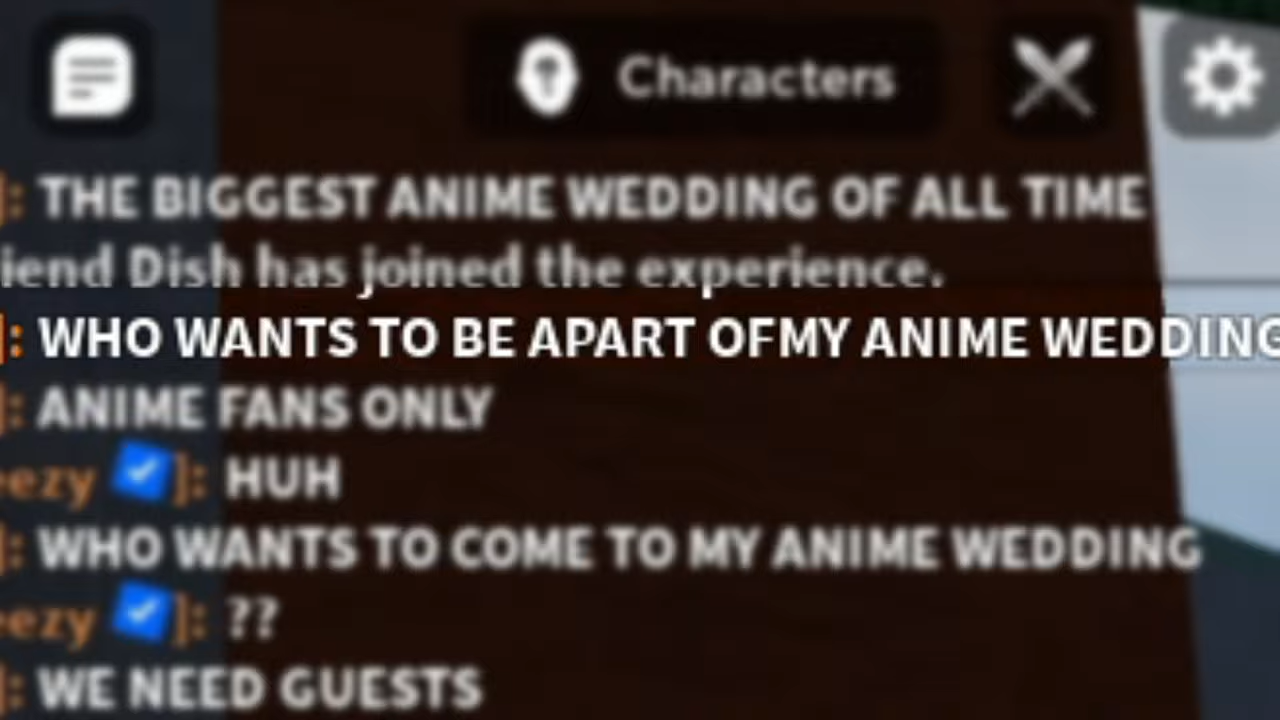 Characters
]: THE BIGGEST ANIME WEDDING OF ALL TIME
iend Dish has joined the experience.
]: WHO WANTS TO BE APART OFMY ANIME WEDDING
]: ANIME FANS ONLY
eezy ]: HUH
]: WHO WANTS TO COME TO MY ANIME WEDDING
eezy ]: ??
]: WE NEED GUESTS